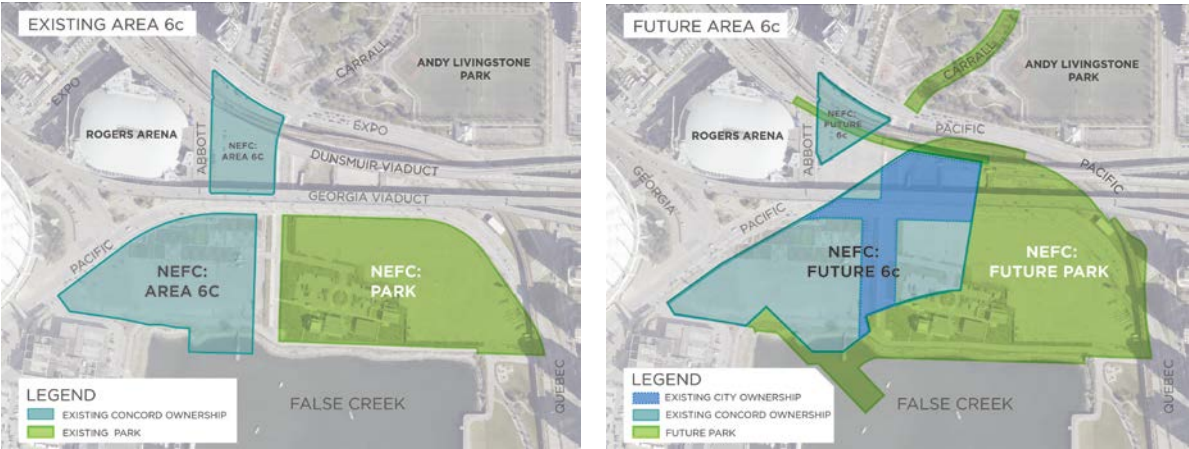 EXISTING AREA 6c
EXPO
CARRALL
ANDY LIVINGSTONE
PARK
ROGERS ARENA
ABBOTT
NEFC:
AREA 6C
EXPO
DUNSMUIR VIADUCT
GEORGIA VIADUCT
PACIFIC
NEFC:
AREA 6C
NEFC:
PARK
QUEBEC
FALSE CREEK
LEGEND
EXISTING CONCORD OWNERSHIP
EXISTING PARK
FUTURE AREA 6c
CARRALL
ANDY LIVINGSTONE
PARK
ROGERS ARENA
ABBOTT
NEFC:
FUTURE
6c
PACIFIC
PACIFIC
GEORGIA
PACIFIC
NEFC:
FUTURE 6c
NEFC:
FUTURE PARK
QUEBEC
FALSE CREEK
LEGEND
EXISTING CITY OWNERSHIP
EXISTING CONCORD OWNERSHIP
FUTURE PARK